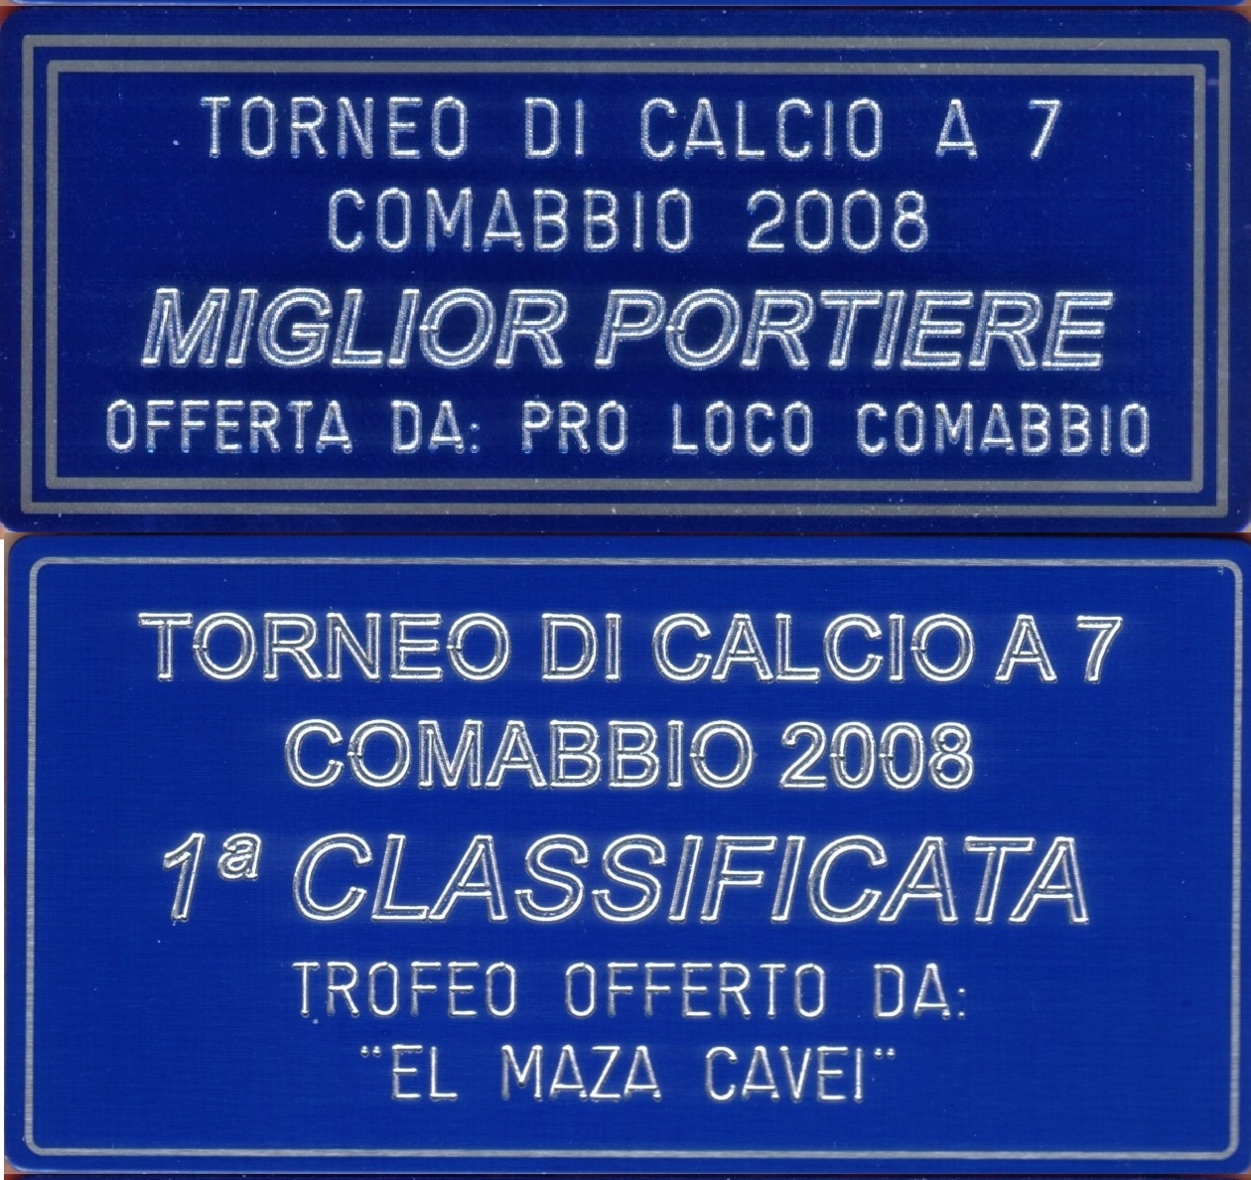 TORNEO DI CALCIO A 7
COMABBIO 2008
MIGLIOR PORTIERE
OFFERTA DA: PRO LOCO COMABBIO
TORNEO DI CALCIO A 7
COMABBIO 2008
1ª CLASSIFICATA
TROFEO OFFERTO DA:
"EL MAZA CAVEI"